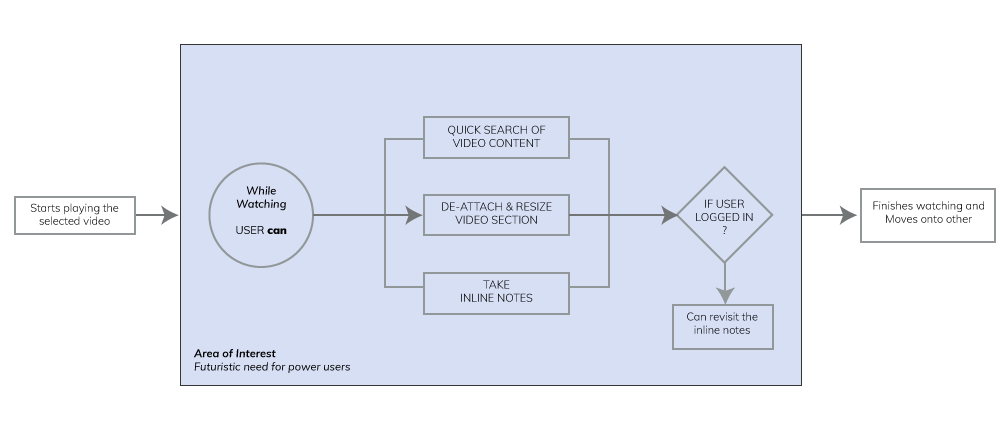 Starts playing the
selected video
While
Watching
USER can
QUICK SEARCH OF
VIDEO CONTENT
DE-ATTACH & RESIZE
VIDEO SECTION
TAKE
INLINE NOTES
IF USER
LOGGED IN
?
Can revisit the
inline notes
Finishes watching and
Moves onto other
Area of Interest
Futuristic need for power users